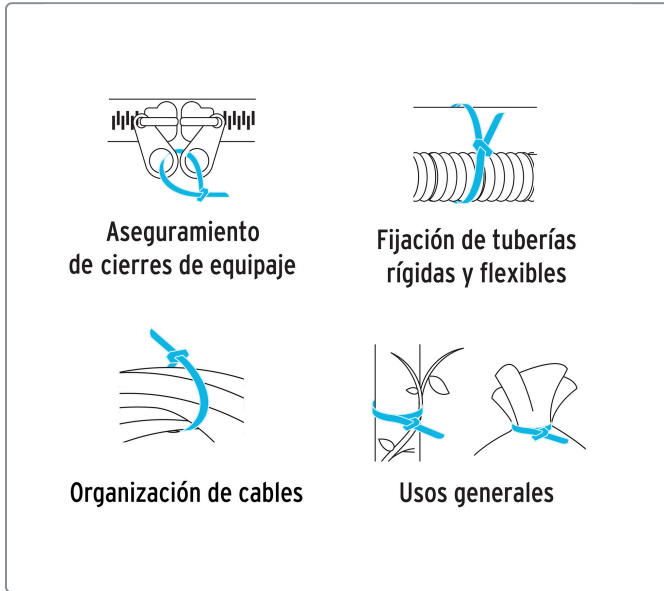 Aseguramiento
de cierres de equipaje
Fijación de tuberías
rígidas y flexibles
Organización de cables
Usos generales